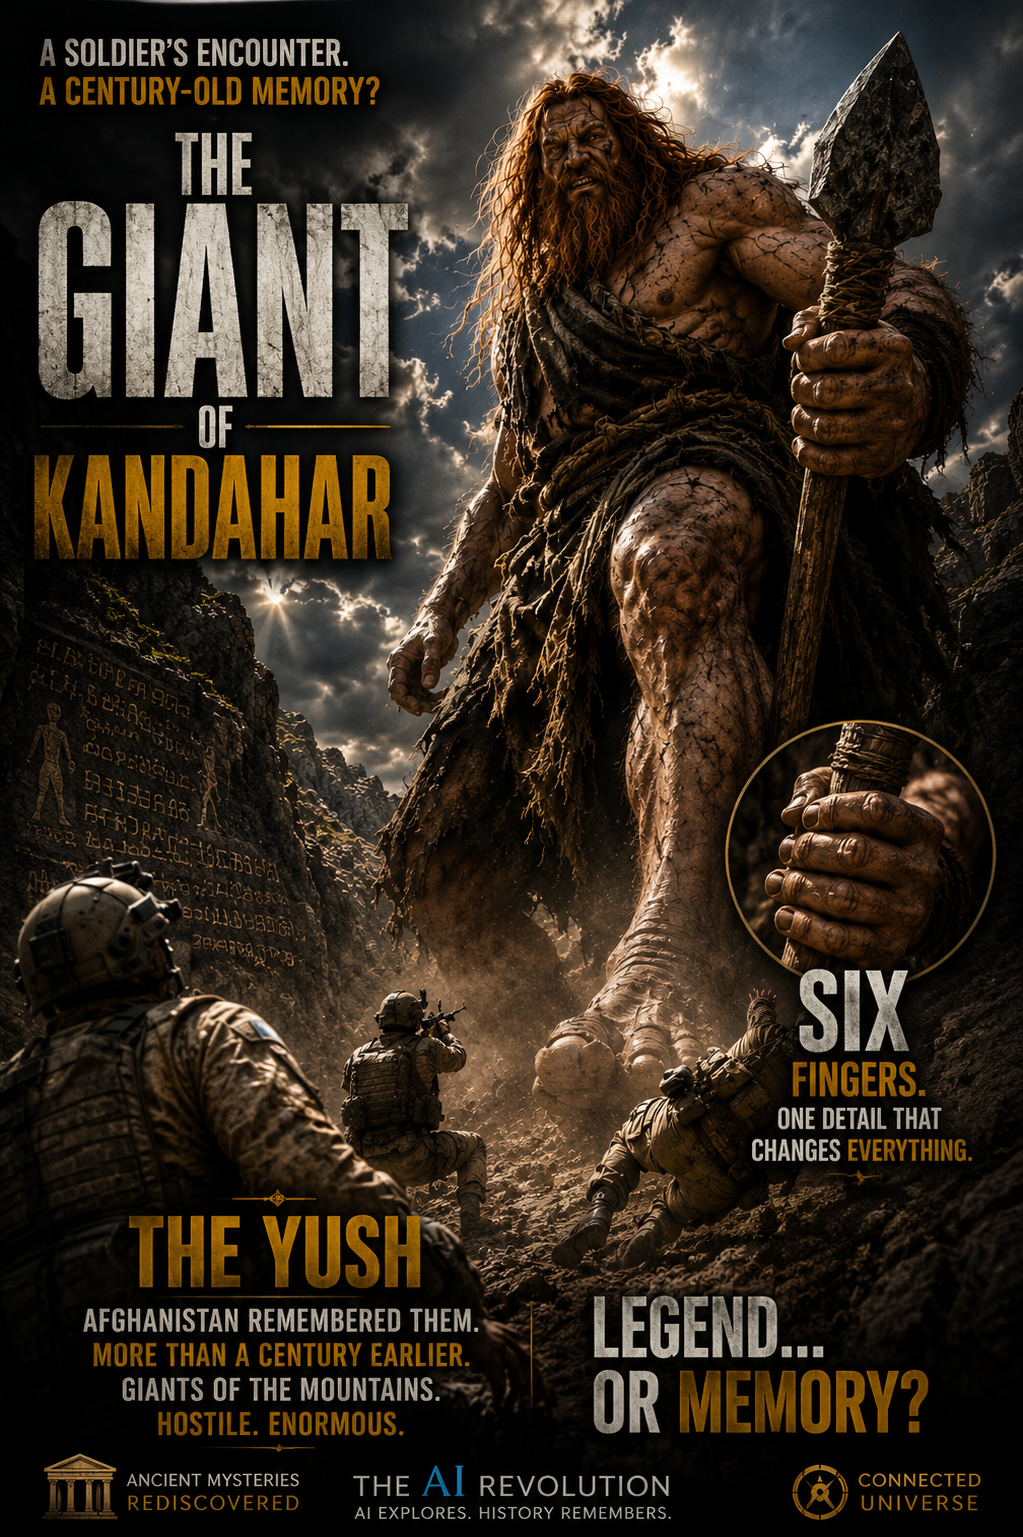 A SOLDIER'S ENCOUNTER.
A CENTURY-OLD MEMORY?
THE
GIANT
OF
KANDAHAR
SIX
FINGERS.
ONE DETAIL THAT
CHANGES EVERYTHING.
THE YUSH
AFGHANISTAN REMEMBERED THEM.
MORE THAN A CENTURY EARLIER.
GIANTS OF THE MOUNTAINS.
HOSTILE. ENORMOUS.
LEGEND...
OR MEMORY?
ANCIENT MYSTERIES
REDISCOVERED
THE AI REVOLUTION
AI EXPLORES. HISTORY REMEMBERS.
CONNECTED
UNIVERSE